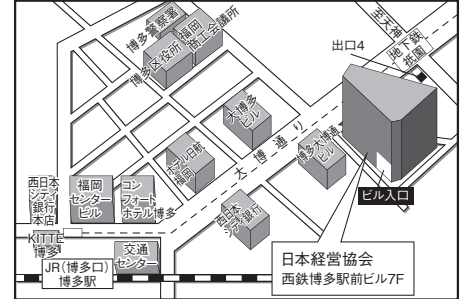 博多警察署
福岡
商工会議所
博多区役所
至天神
地下鉄
祇園
出口4
大博多
ビル
大博通り
博多大博通
ビル
ホテル日航
福岡
西日本
シティ銀行
ビル入口
西日本
シティ
銀行
本店
福岡
センター
ビル
コン
フォート
ホテル博多
KITTE
博多
交通
センター
JR(博多口)
博多駅
日本経営協会
西鉄博多駅前ビル7F